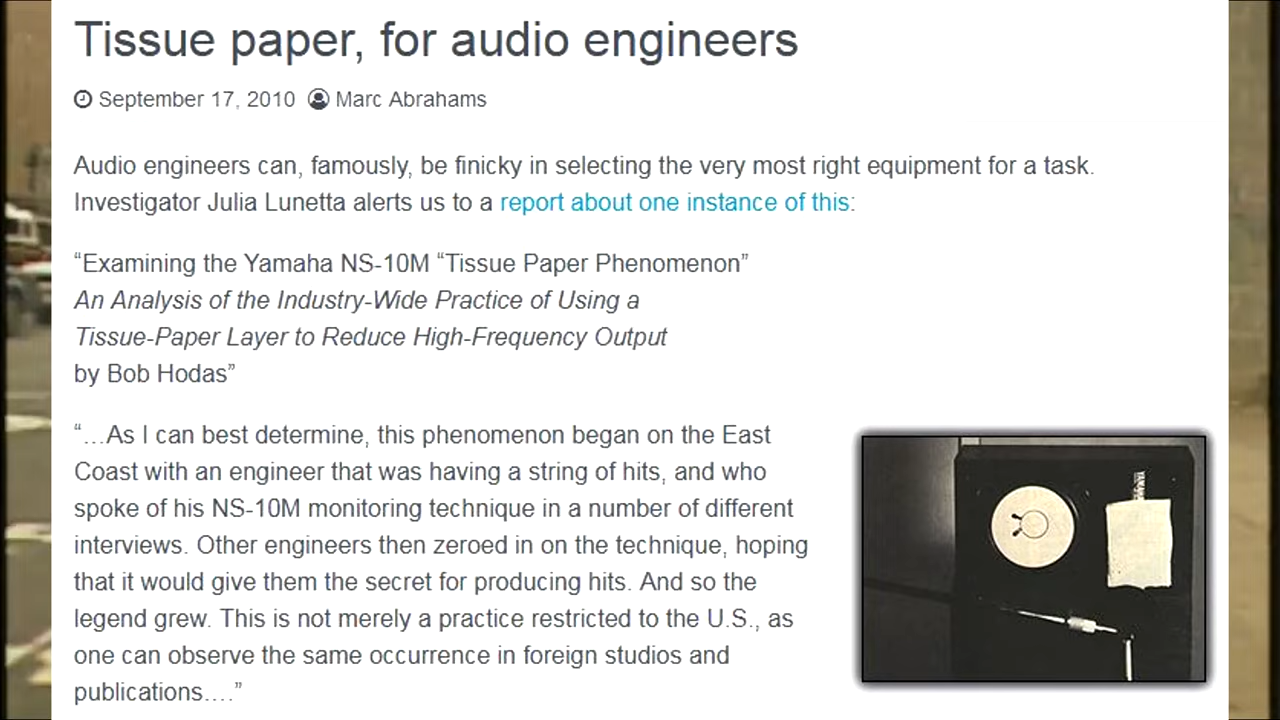 Tissue paper, for audio engineers
September 17, 2010 Marc Abrahams
Audio engineers can, famously, be finicky in selecting the very most right equipment for a task.
Investigator Julia Lunetta alerts us to a report about one instance of this:
“Examining the Yamaha NS-10M “Tissue Paper Phenomenon”
An Analysis of the Industry-Wide Practice of Using a
Tissue-Paper Layer to Reduce High-Frequency Output
by Bob Hodas”
“…As I can best determine, this phenomenon began on the East
Coast with an engineer that was having a string of hits, and who
spoke of his NS-10M monitoring technique in a number of different
interviews. Other engineers then zeroed in on the technique, hoping
that it would give them the secret for producing hits. And so the
legend grew. This is not merely a practice restricted to the U.S., as
one can observe the same occurrence in foreign studios and
publications….”